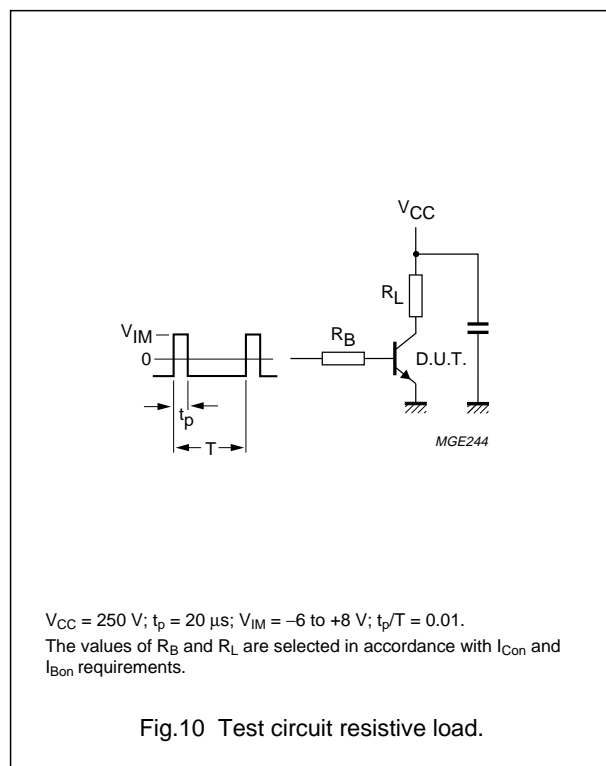 VCC
RL
VIM
RB
0
D.U.T.
tp
T
MGE244
VCC = 250 V; tp = 20 µs; VIM = −6 to +8 V; tp/T = 0.01.
The values of RB and RL are selected in accordance with ICon and
IBon requirements.
Fig.10 Test circuit resistive load.